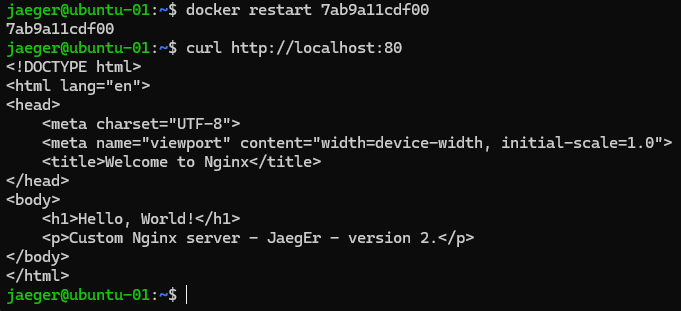 jaeger@ubuntu-01:~$ docker restart 7ab9a11cdf00
7ab9a11cdf00
jaeger@ubuntu-01:~$ curl http://localhost:80
<!DOCTYPE html>
<html lang="en">
<head>
    <meta charset="UTF-8">
    <meta name="viewport" content="width=device-width, initial-scale=1.0">
    <title>Welcome to Nginx</title>
</head>
<body>
    <h1>Hello, World!</h1>
    <p>Custom Nginx server - JaegEr - version 2.</p>
</body>
</html>
jaeger@ubuntu-01:~$